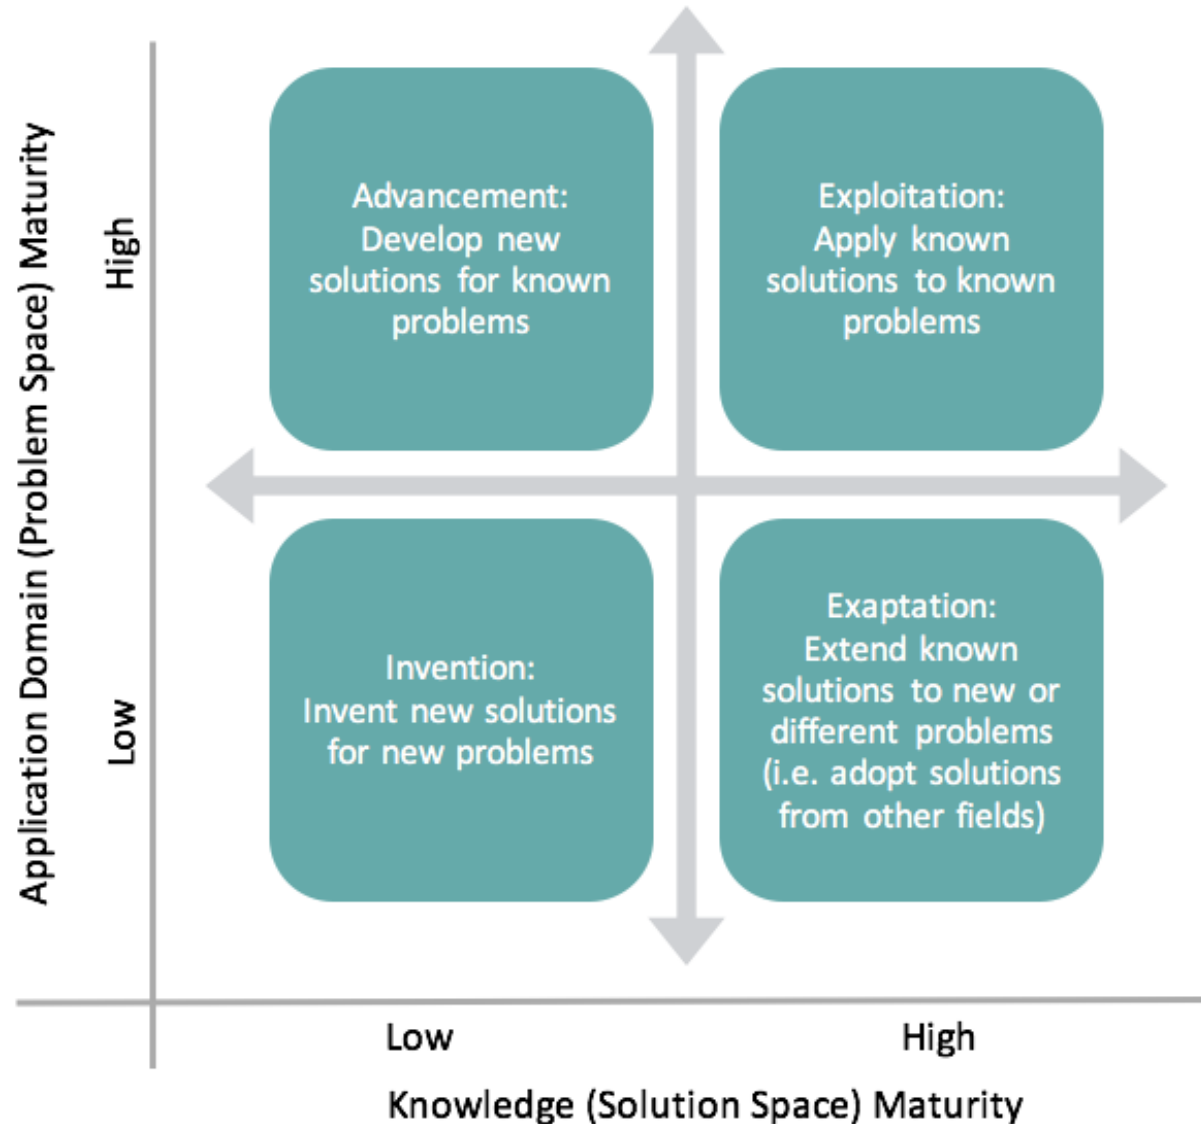 Application Domain (Problem Space) Maturity
High
Low
Advancement:
Develop new
solutions for known
problems
Exploitation:
Apply known
solutions to known
problems
Invention:
Invent new solutions
for new problems
Exaptation:
Extend known
solutions to new or
different problems
(i.e. adopt solutions
from other fields)
Low
High
Knowledge (Solution Space) Maturity